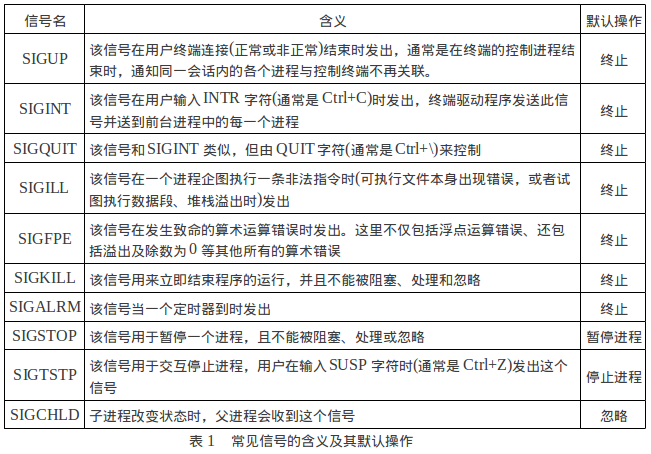 信号名 含义 默认操作
SIGUP 该信号在用户终端连接(正常或非正常)结束时发出，通常是在终端的控制进程结 终止
束时，通知同一会话内的各个进程与控制终端不再关联。
SIGINT 该信号在用户输入 INTR 字符(通常是 Ctrl+C)时发出，终端驱动程序发送此信 终止
号并送到前台进程中的每一个进程
SIGQUIT 该信号和 SIGINT 类似，但由 QUIT 字符(通常是 Ctrl+\)来控制 终止
SIGILL 该信号在一个进程企图执行一条非法指令时(可执行文件本身出现错误，或者试 终止
图执行数据段、堆栈溢出时)发出
SIGFPE 该信号在发生致命的算术运算错误时发出。这里不仅包括浮点运算错误、还包 终止
括溢出及除数为 0 等其他所有的算术错误
SIGKILL 该信号用来立即结束程序的运行，并且不能被阻塞、处理和忽略 终止
SIGALRM 该信号当一个定时器到时发出 终止
SIGSTOP 该信号用于暂停一个进程，且不能被阻塞、处理或忽略 暂停进程
SIGTSTP 该信号用于交互停止进程，用户在输入 SUSP 字符时(通常是 Ctrl+Z)发出这个 停止进程
信号
SIGCHLD 子进程改变状态时，父进程会收到这个信号 忽略
表 1 常见信号的含义及其默认操作